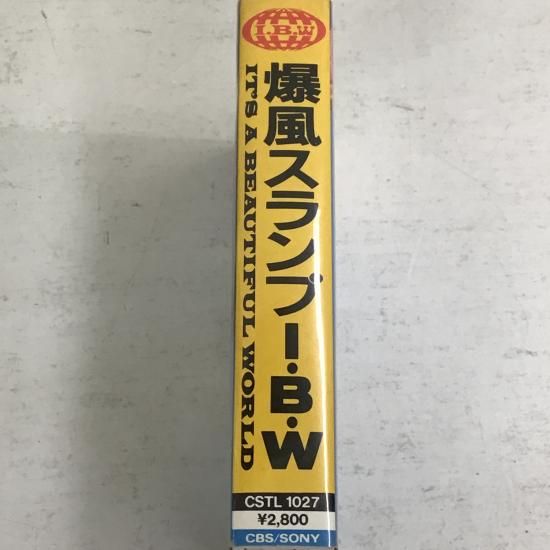 I.B.W
爆風スランプ I・B・W
IT'S A BEAUTIFUL WORLD
CSTL 1027
¥2,800
CBS/SONY